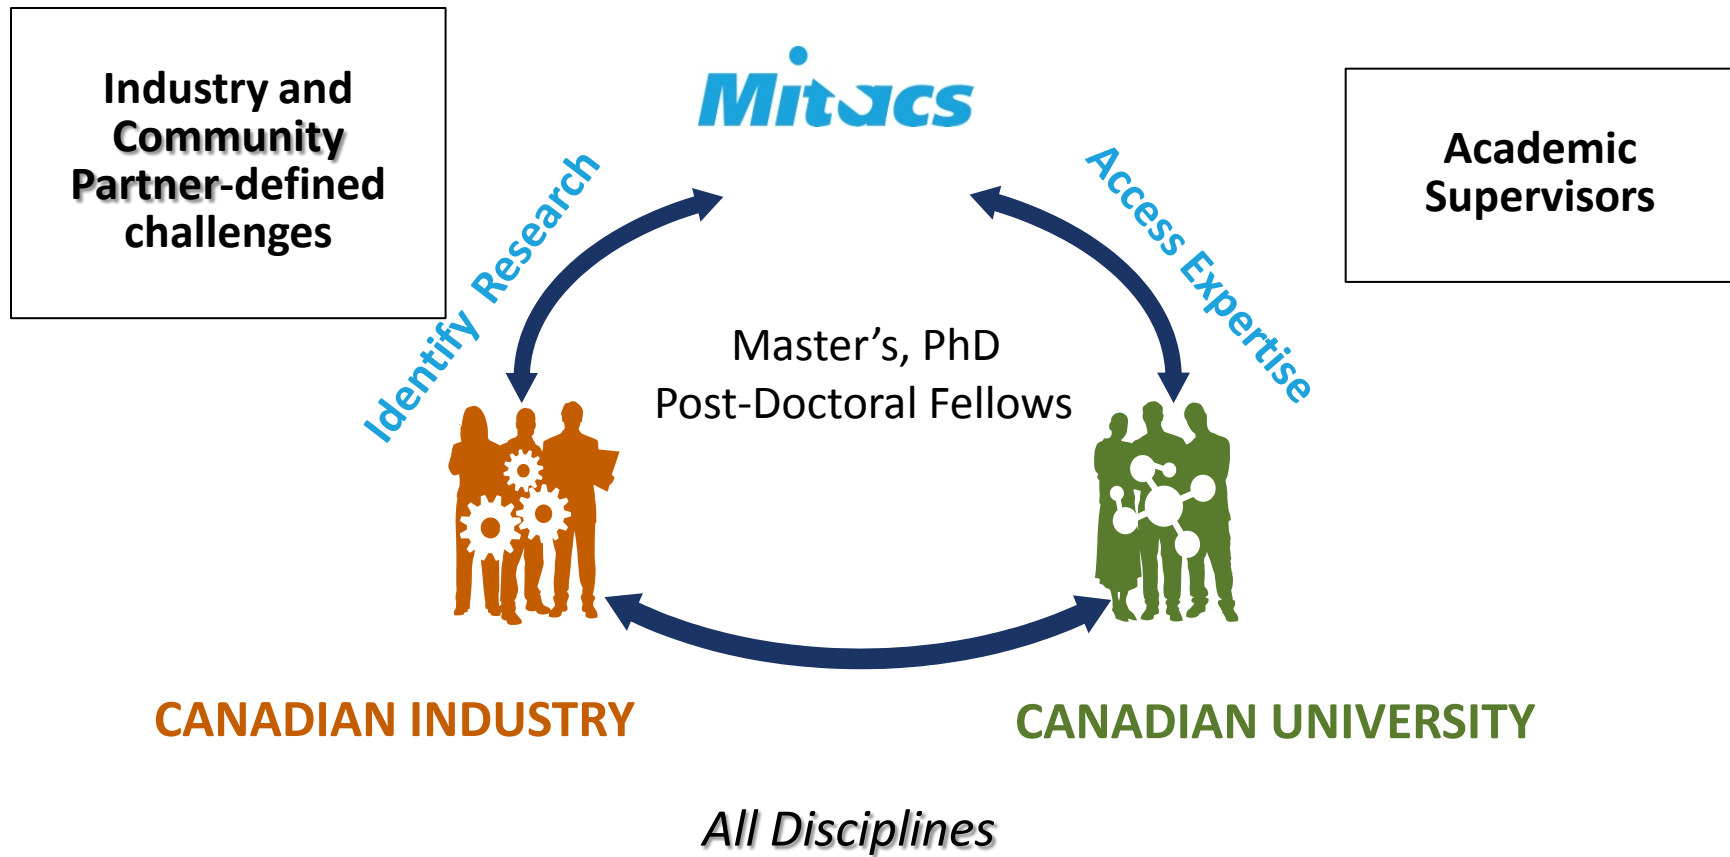 Industry and
Community
Partner-defined
challenges
Mitacs
Academic
Supervisors
Identify Research
Access Expertise
Master’s, PhD
Post-Doctoral Fellows
CANADIAN INDUSTRY
CANADIAN UNIVERSITY
All Disciplines